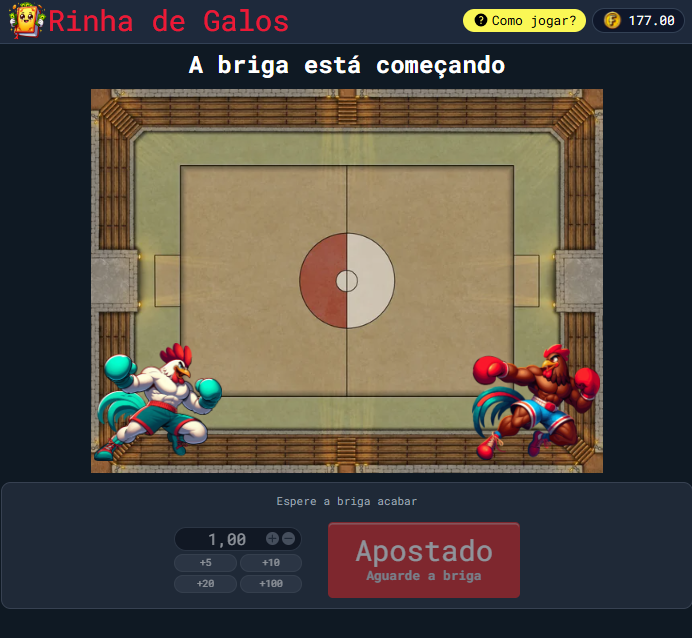 Rinha de Galos
Como jogar?
177.00
A briga está começando
Espere a briga acabar
1,00
+5
+10
+20
+100
Apostado
Aguarde a briga